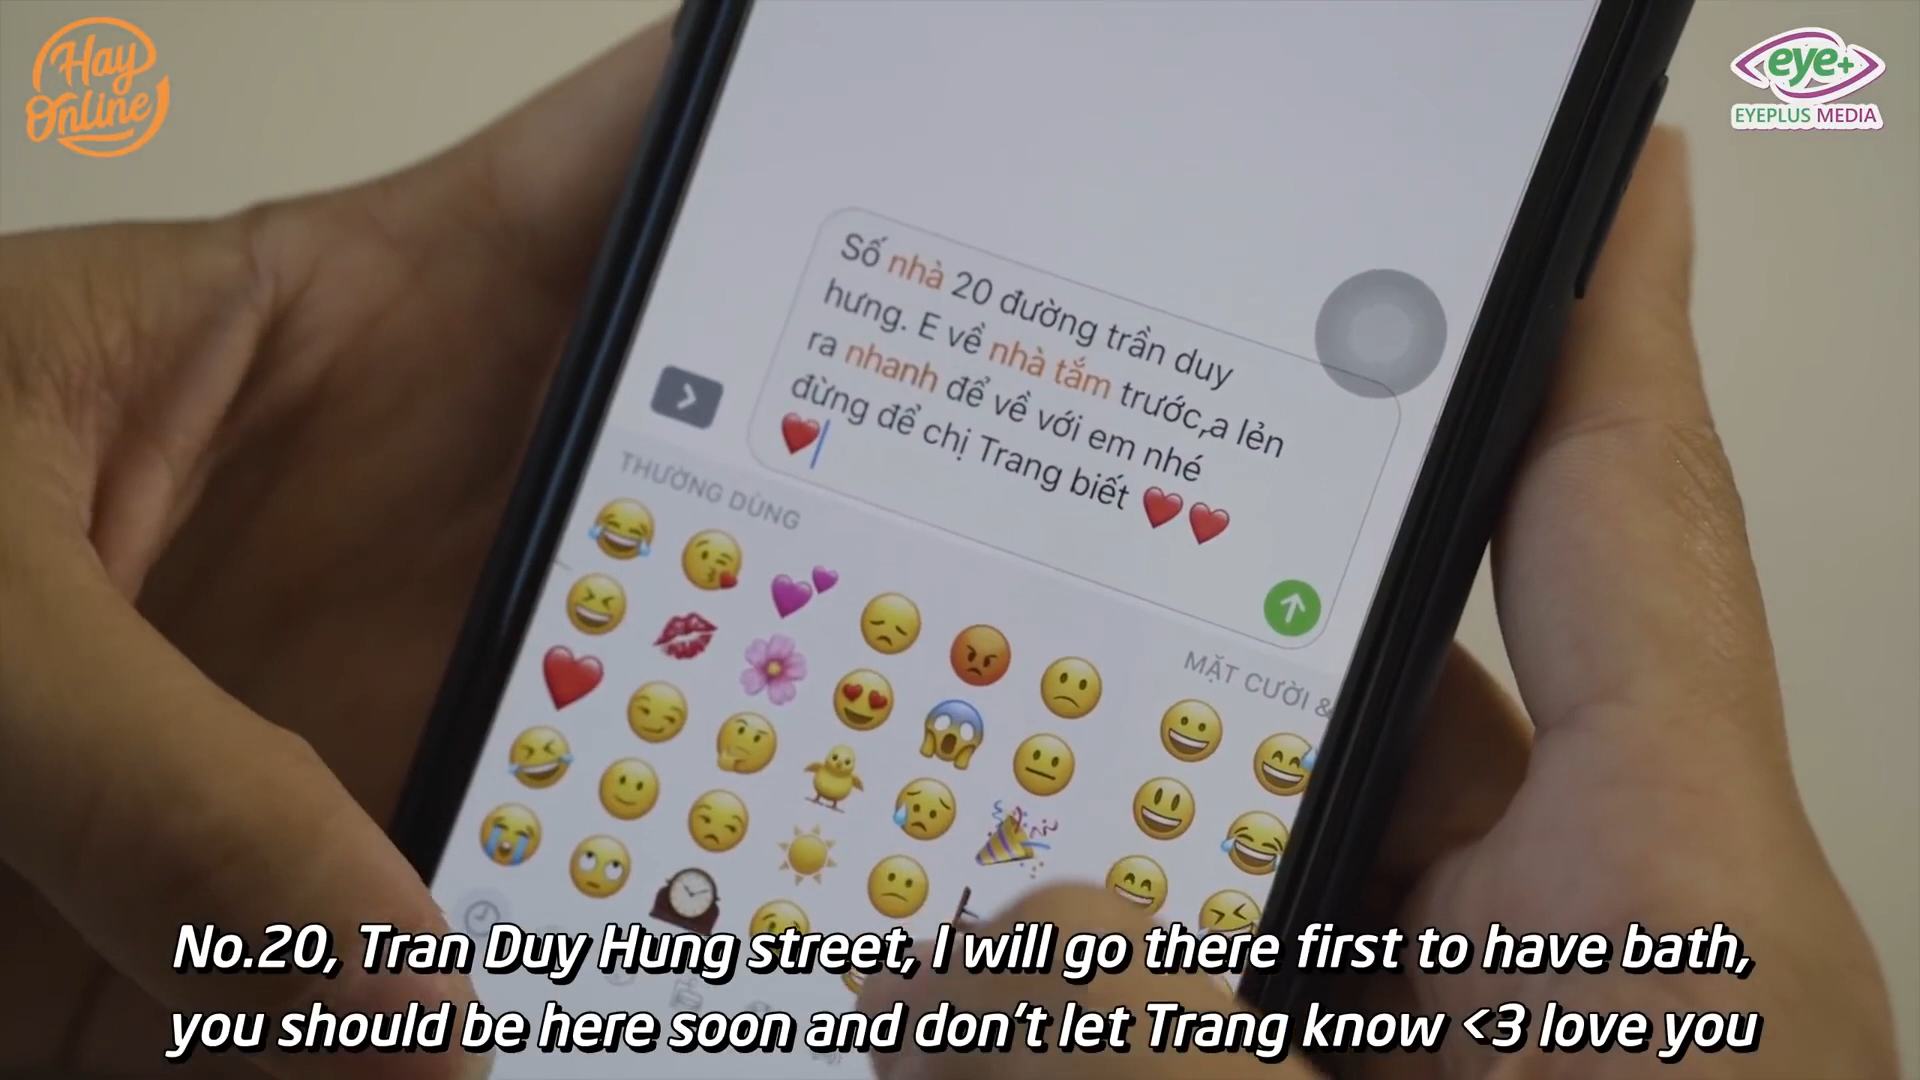 Hay
Online
eye+
EYEPLUS MEDIA
Số nhà 20 đường trần duy
hưng. E về nhà tắm trước,a lẻn
ra nhanh để về với em nhé
đừng để chị Trang biết ❤️❤️
❤️
THƯỜNG DÙNG
MẶT CƯỜI &
No.20, Tran Duy Hung street, I will go there first to have bath,
you should be here soon and don't let Trang know <3 love you